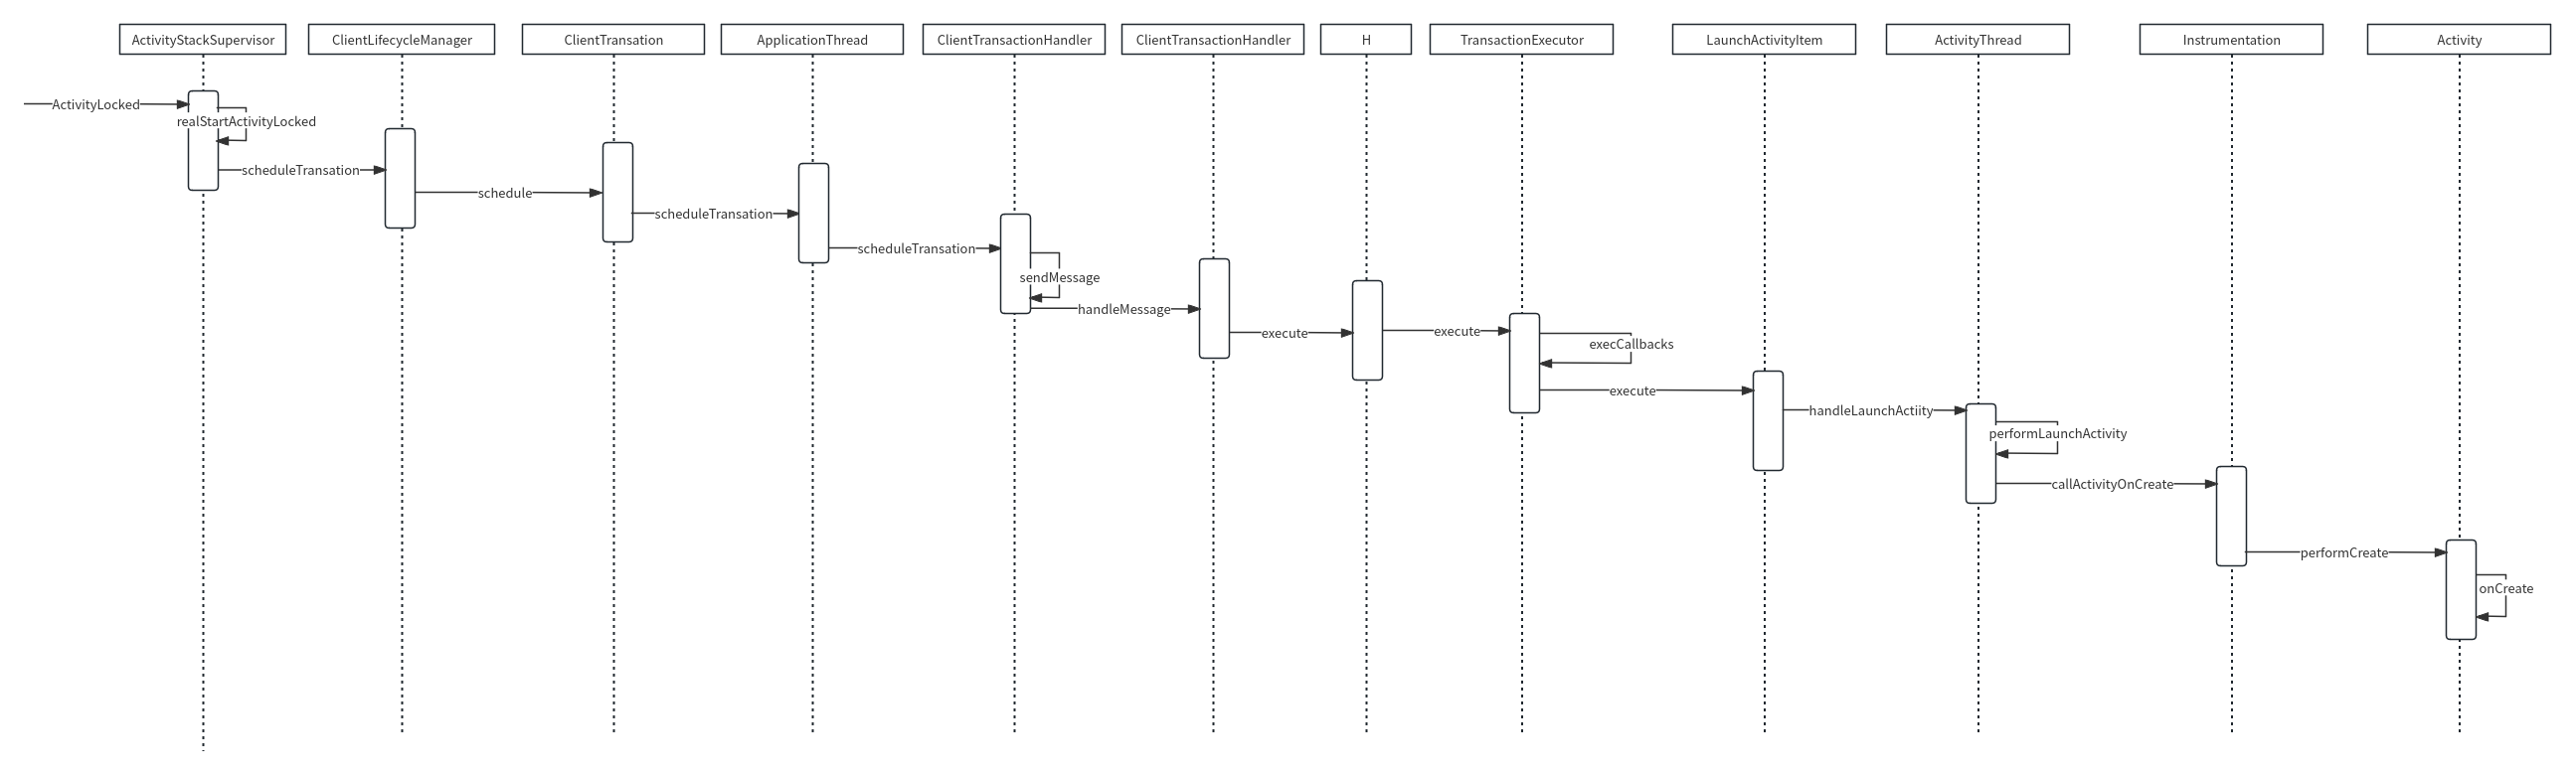 ActivityStackSupervisor
ClientLifecycleManager
ClientTransation
ApplicationThread
ClientTransactionHandler
ClientTransactionHandler
H
TransactionExecutor
LaunchActivityItem
ActivityThread
Instrumentation
Activity
ActivityLocked
realStartActivityLocked
scheduleTransation
schedule
scheduleTransation
scheduleTransation
sendMessage
handleMessage
execute
execute
execCallbacks
execute
handleLaunchActiity
performLaunchActivity
callActivityOnCreate
performCreate
onCreate